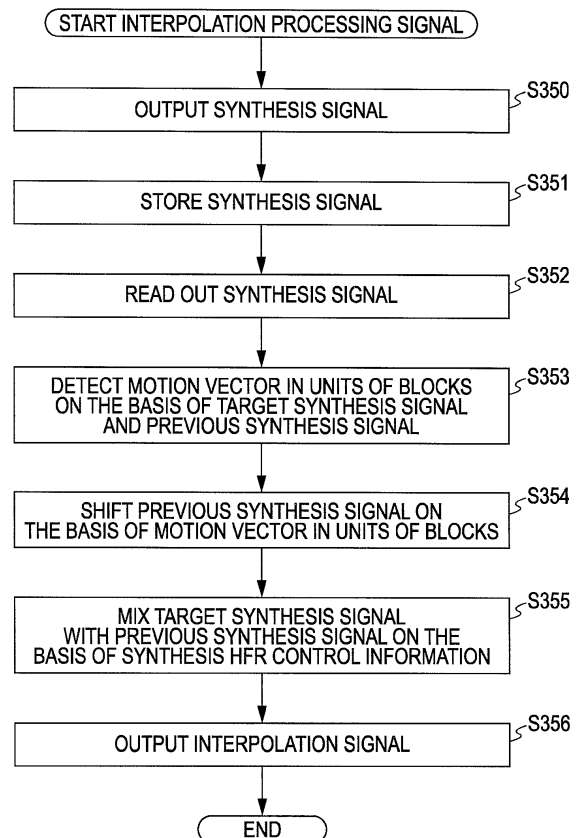 START INTERPOLATION PROCESSING SIGNAL
S350
OUTPUT SYNTHESIS SIGNAL
S351
STORE SYNTHESIS SIGNAL
S352
READ OUT SYNTHESIS SIGNAL
S353
DETECT MOTION VECTOR IN UNITS OF BLOCKS
ON THE BASIS OF TARGET SYNTHESIS SIGNAL
AND PREVIOUS SYNTHESIS SIGNAL
S354
SHIFT PREVIOUS SYNTHESIS SIGNAL ON
THE BASIS OF MOTION VECTOR IN UNITS OF BLOCKS
S355
MIX TARGET SYNTHESIS SIGNAL
WITH PREVIOUS SYNTHESIS SIGNAL ON THE
BASIS OF SYNTHESIS HFR CONTROL INFORMATION
S356
OUTPUT INTERPOLATION SIGNAL
END